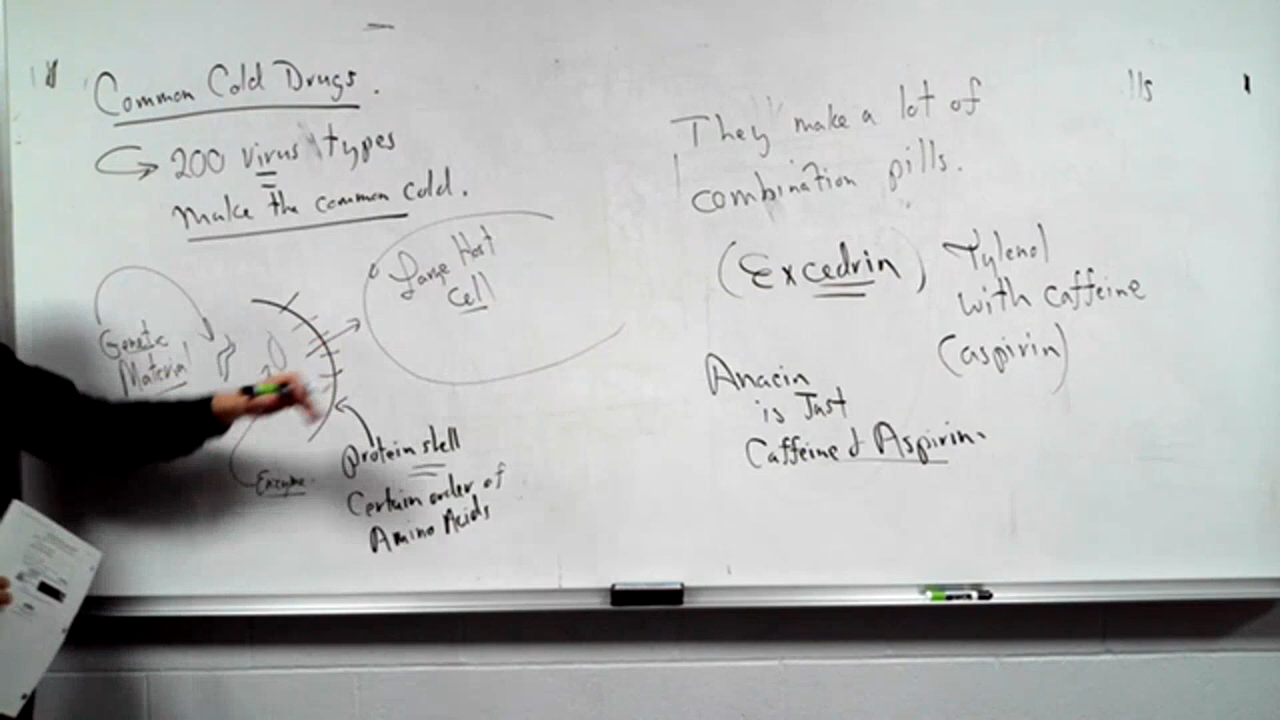 Common Cold Drugs.
200 virus types
make the common cold.
Large Host
Cell
Genetic
Material
Enzyme
Protein shell
Certain order of
Amino Acids
They make a lot of
combination pills.
(Excedrin) Tylenol
with caffeine
(aspirin)
Anacin
is Just
Caffeine & Aspirin.